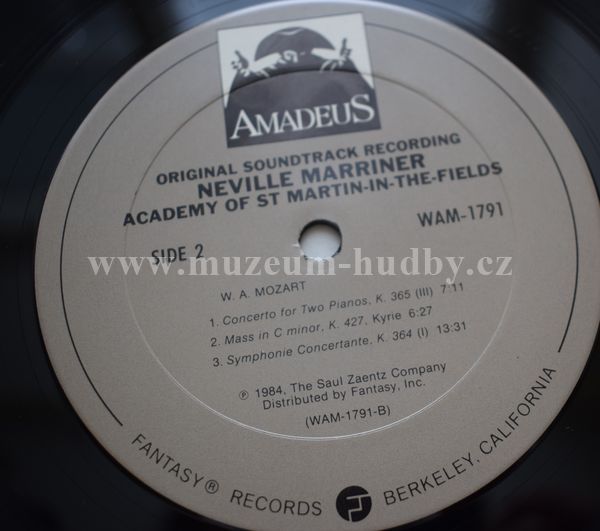 AMADEUS
ORIGINAL SOUNDTRACK RECORDING
NEVILLE MARRINER
ACADEMY OF ST MARTIN-IN-THE-FIELDS
SIDE 2
WAM-1791
www.muzeum-hudby.cz
W. A. MOZART
1. Concerto for Two Pianos, K. 365 (III) 7:11
2. Mass in C minor, K. 427, Kyrie 6:27
3. Symphonie Concertante, K. 364 (I) 13:31
℗ 1984, The Saul Zaentz Company
Distributed by Fantasy, Inc.
(WAM-1791-B)
FANTASY® RECORDS BERKELEY, CALIFORNIA